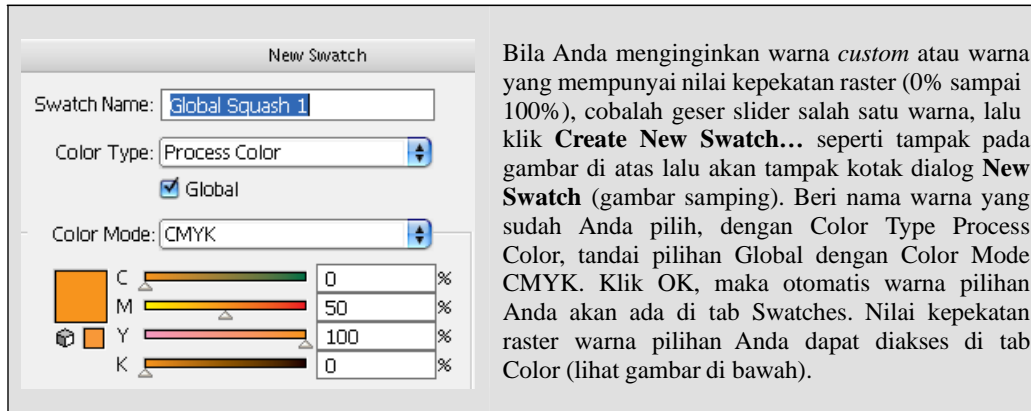 New Swatch
Swatch Name: Global Squash 1
Color Type: Process Color
Global
Color Mode: CMYK
C 0 %
M 50 %
Y 100 %
K 0 %
Bila Anda menginginkan warna custom atau warna
yang mempunyai nilai kepekatan raster (0% sampai
100%), cobalah geser slider salah satu warna, lalu
klik Create New Swatch… seperti tampak pada
gambar di atas lalu akan tampak kotak dialog New
Swatch (gambar samping). Beri nama warna yang
sudah Anda pilih, dengan Color Type Process
Color, tandai pilihan Global dengan Color Mode
CMYK. Klik OK, maka otomatis warna pilihan
Anda akan ada di tab Swatches. Nilai kepekatan
raster warna pilihan Anda dapat diakses di tab
Color (lihat gambar di bawah).